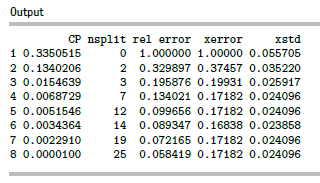 Output
CP nsplit rel error xerror xstd
1 0.3350515 0 1.000000 1.00000 0.055705
2 0.1340206 2 0.329897 0.37457 0.035220
3 0.0154639 3 0.195876 0.19931 0.025917
4 0.0068729 7 0.134021 0.17182 0.024096
5 0.0051546 12 0.099656 0.17182 0.024096
6 0.0034364 14 0.089347 0.16838 0.023858
7 0.0022910 19 0.072165 0.17182 0.024096
8 0.0000100 25 0.058419 0.17182 0.024096